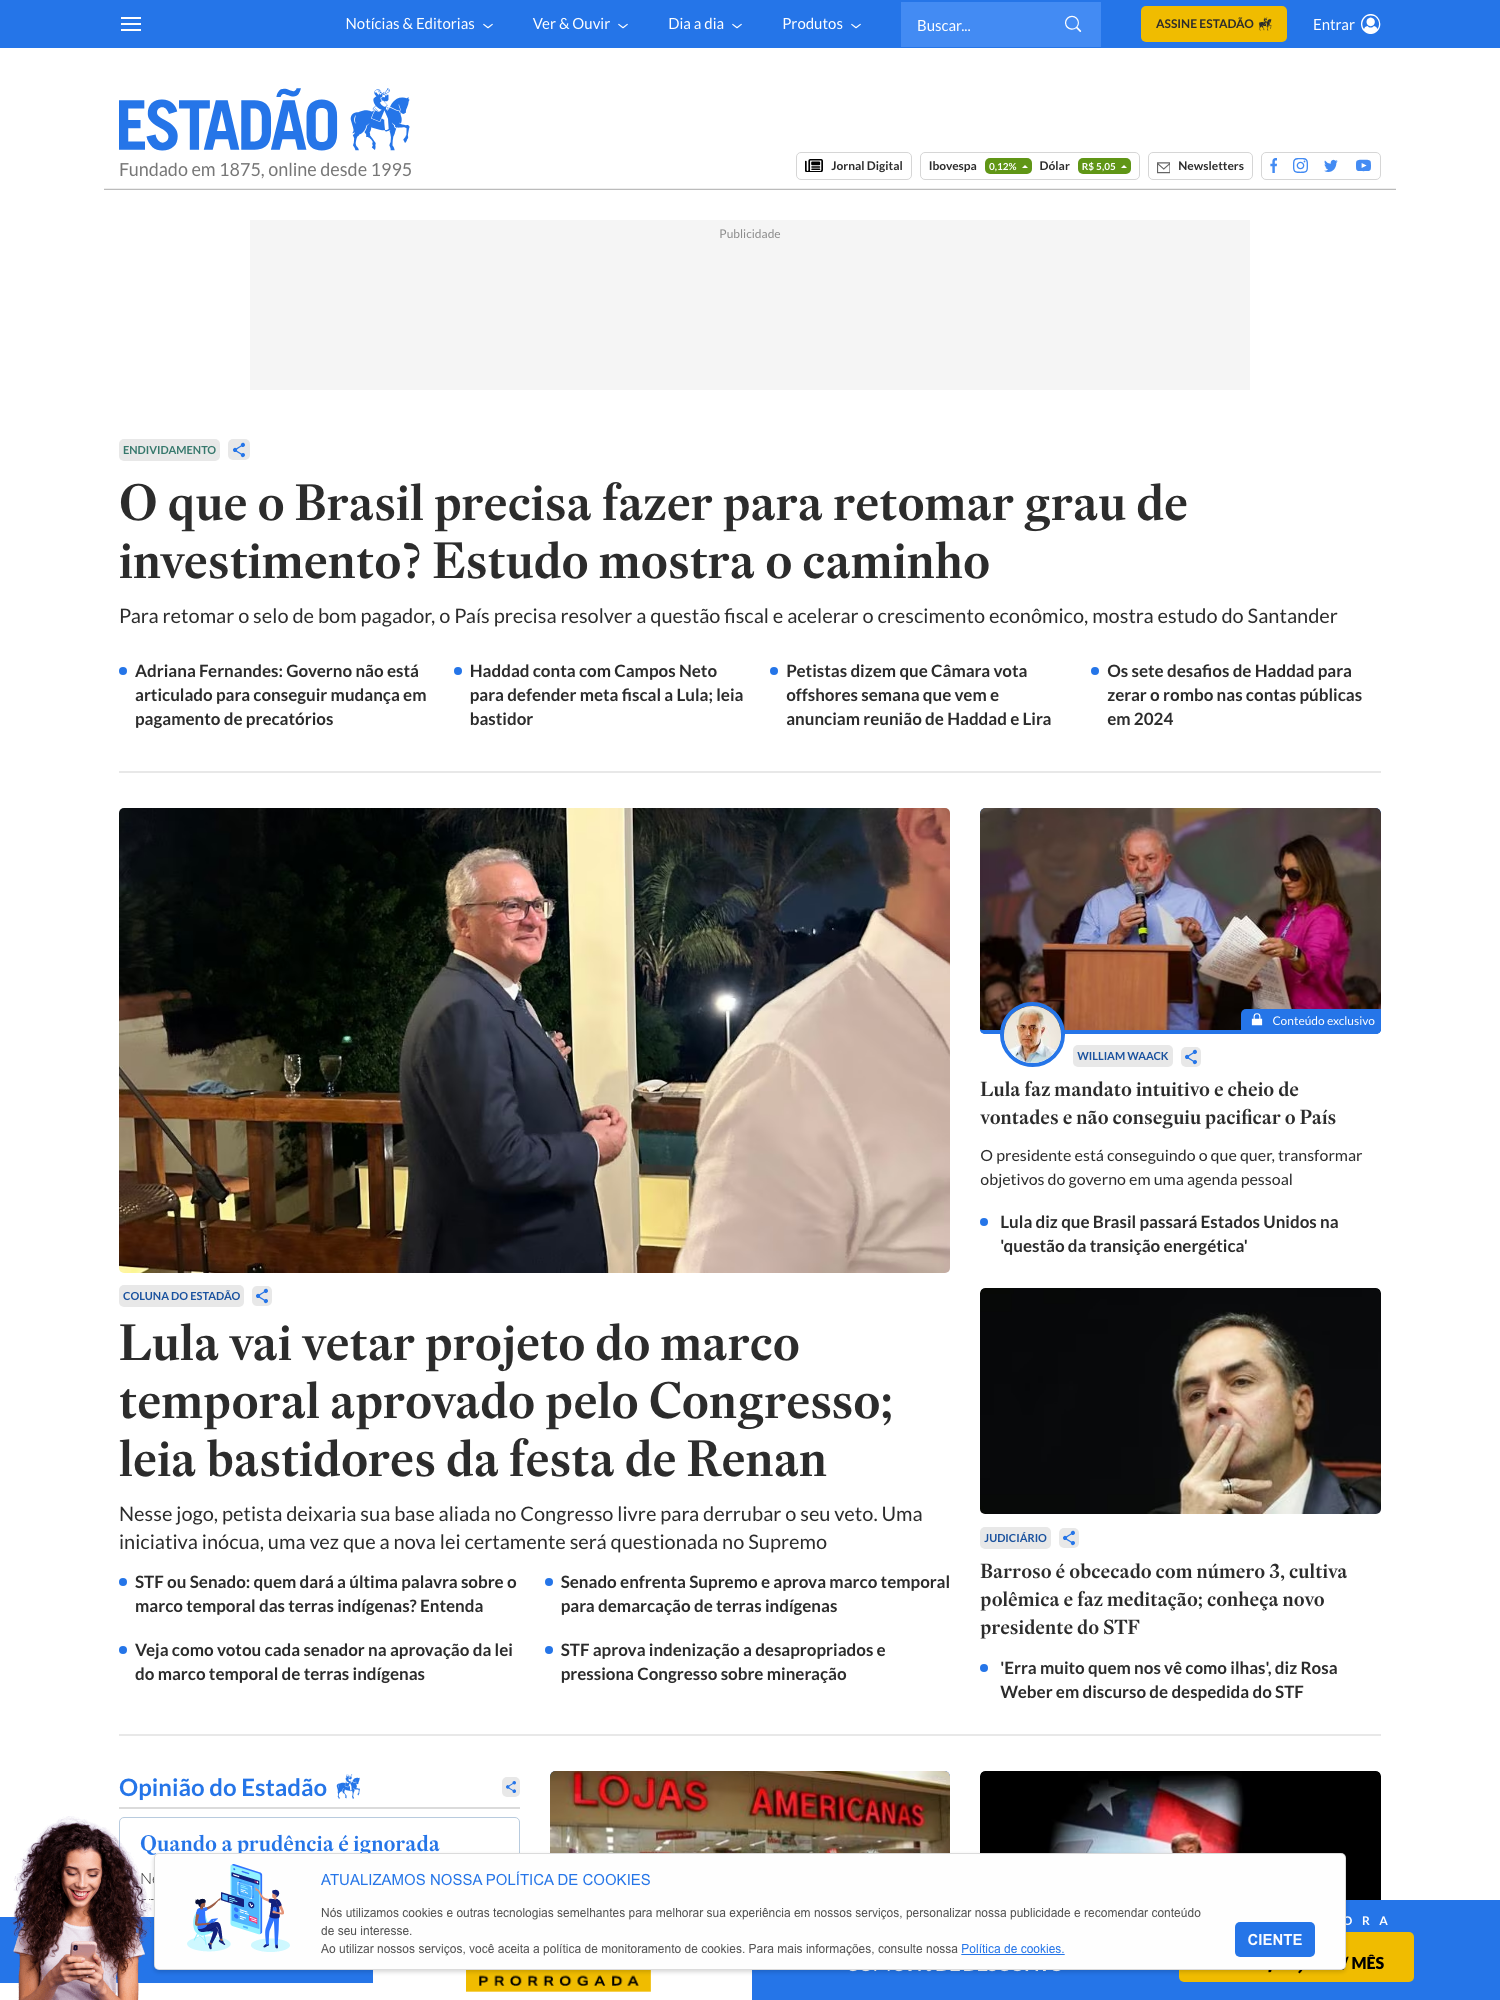 Notícias & Editorias
Ver & Ouvir
Dia a dia
Produtos
Buscar...
ASSINE ESTADÃO
Entrar
ESTADÃO
Fundado em 1875, online desde 1995
Jornal Digital
Ibovespa 0,12% Dólar R$ 5,05
Newsletters
Publicidade
ENDIVIDAMENTO
O que o Brasil precisa fazer para retomar grau de
investimento? Estudo mostra o caminho
Para retomar o selo de bom pagador, o País precisa resolver a questão fiscal e acelerar o crescimento econômico, mostra estudo do Santander
Adriana Fernandes: Governo não está
articulado para conseguir mudança em
pagamento de precatórios
Haddad conta com Campos Neto
para defender meta fiscal a Lula; leia
bastidor
Petistas dizem que Câmara vota
offshores semana que vem e
anunciam reunião de Haddad e Lira
Os sete desafios de Haddad para
zerar o rombo nas contas públicas
em 2024
COLUNA DO ESTADÃO
Lula vai vetar projeto do marco
temporal aprovado pelo Congresso;
leia bastidores da festa de Renan
Nesse jogo, petista deixaria sua base aliada no Congresso livre para derrubar o seu veto. Uma
iniciativa inócua, uma vez que a nova lei certamente será questionada no Supremo
STF ou Senado: quem dará a última palavra sobre o
marco temporal das terras indígenas? Entenda
Senado enfrenta Supremo e aprova marco temporal
para demarcação de terras indígenas
Veja como votou cada senador na aprovação da lei
do marco temporal de terras indígenas
STF aprova indenização a desapropriados e
pressiona Congresso sobre mineração
Conteúdo exclusivo
WILLIAM WAACK
Lula faz mandato intuitivo e cheio de
vontades e não conseguiu pacificar o País
O presidente está conseguindo o que quer, transformar
objetivos do governo em uma agenda pessoal
Lula diz que Brasil passará Estados Unidos na
'questão da transição energética'
JUDICIÁRIO
Barroso é obcecado com número 3, cultiva
polêmica e faz meditação; conheça novo
presidente do STF
'Erra muito quem nos vê como ilhas', diz Rosa
Weber em discurso de despedida do STF
Opinião do Estadão
Quando a prudência é ignorada
LOJAS AMERICANAS
ATUALIZAMOS NOSSA POLÍTICA DE COOKIES
Nós utilizamos cookies e outras tecnologias semelhantes para melhorar sua experiência em nossos serviços, personalizar nossa publicidade e recomendar conteúdo
de seu interesse.
Ao utilizar nossos serviços, você aceita a política de monitoramento de cookies. Para mais informações, consulte nossa Política de cookies.
CIENTE
ORA
PRORROGADA
/ MÊS